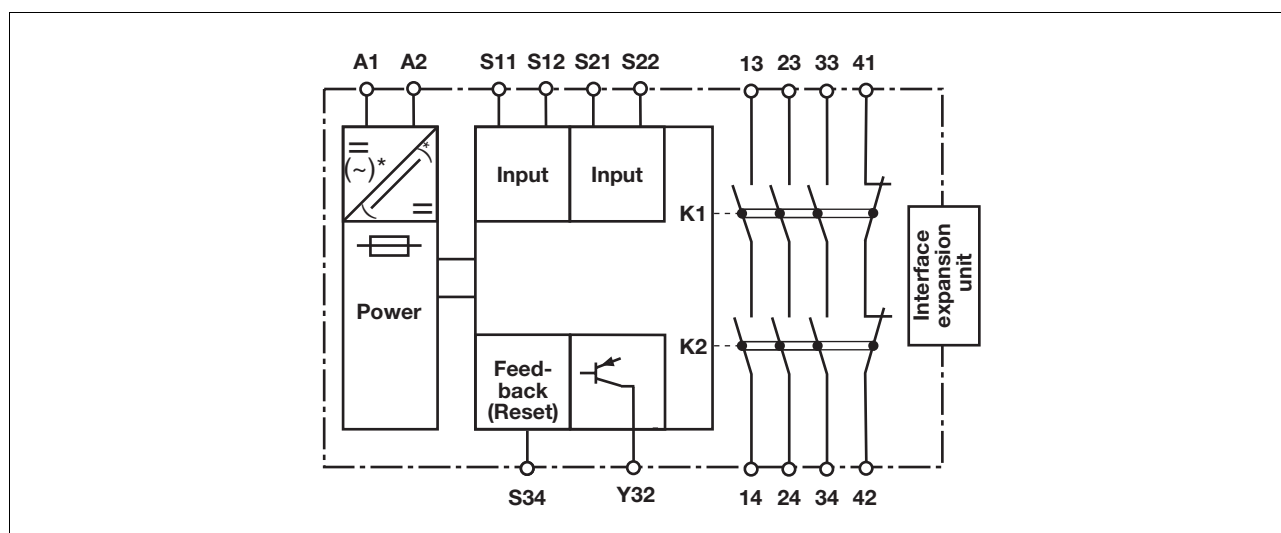 A1 A2 S11 S12 S21 S22 13 23 33 41
=
(~)*
*
=
Input Input
K1
Interface
expansion
unit
Power
K2
Feed-
back
(Reset)
S34 Y32 14 24 34 42